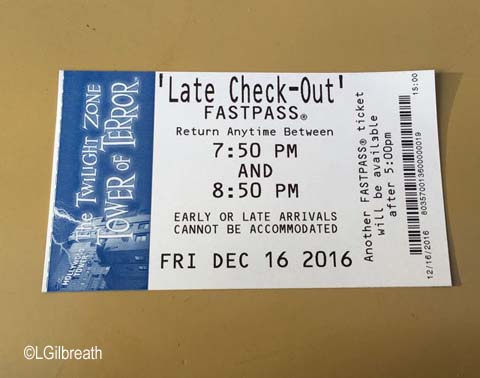 The TWILIGHT ZONE
TOWER of TERROR
HOLLYWOOD TOWER
'Late Check-Out'
FASTPASS®
Return Anytime Between
7:50 PM
AND
8:50 PM
EARLY OR LATE ARRIVALS
CANNOT BE ACCOMMODATED
FRI DEC 16 2016
Another FASTPASS® ticket
will be available
after 5:00pm
15:00
12/16/2016
©LGilbreath